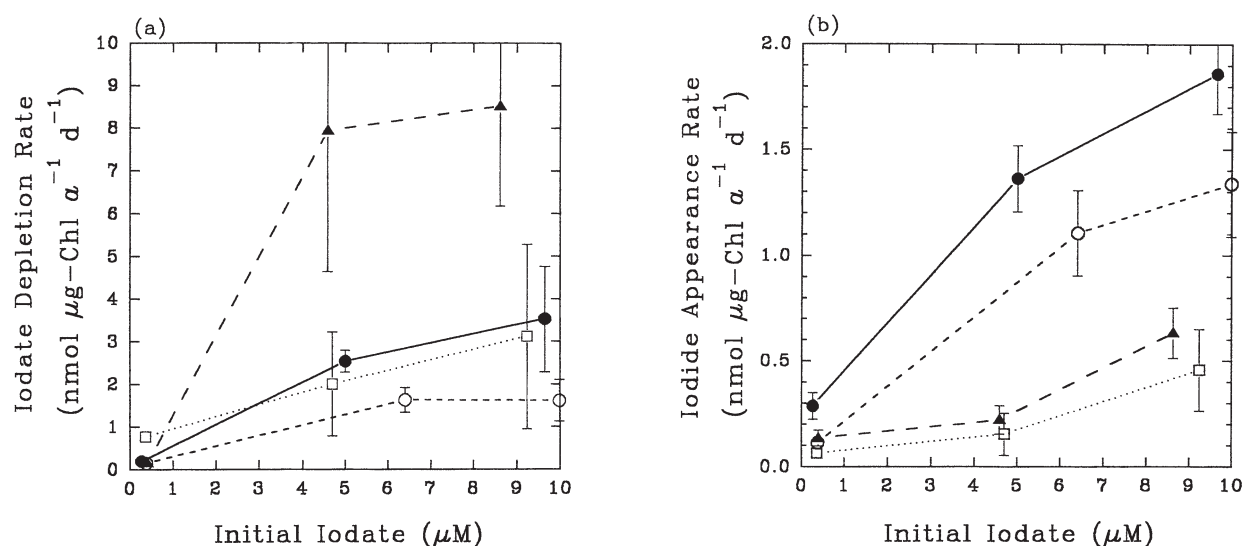 (a)
Iodate Depletion Rate
(nmol μg−Chl a⁻¹ d⁻¹)
10
9
8
7
6
5
4
3
2
1
0
0 1 2 3 4 5 6 7 8 9 10
Initial Iodate (μM)
(b)
Iodide Appearance Rate
(nmol μg−Chl a⁻¹ d⁻¹)
2.0
1.5
1.0
0.5
0.0
0 1 2 3 4 5 6 7 8 9 10
Initial Iodate (μM)